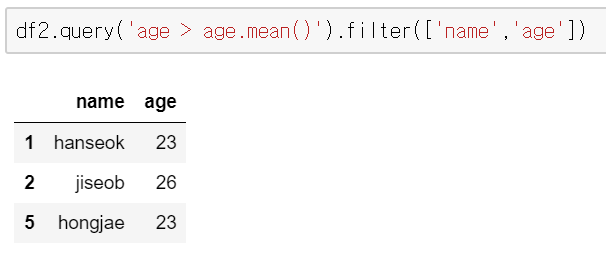 df2.query('age > age.mean()').filter(['name','age'])
name age
1 hanseok 23
2 jiseob 26
5 hongjae 23